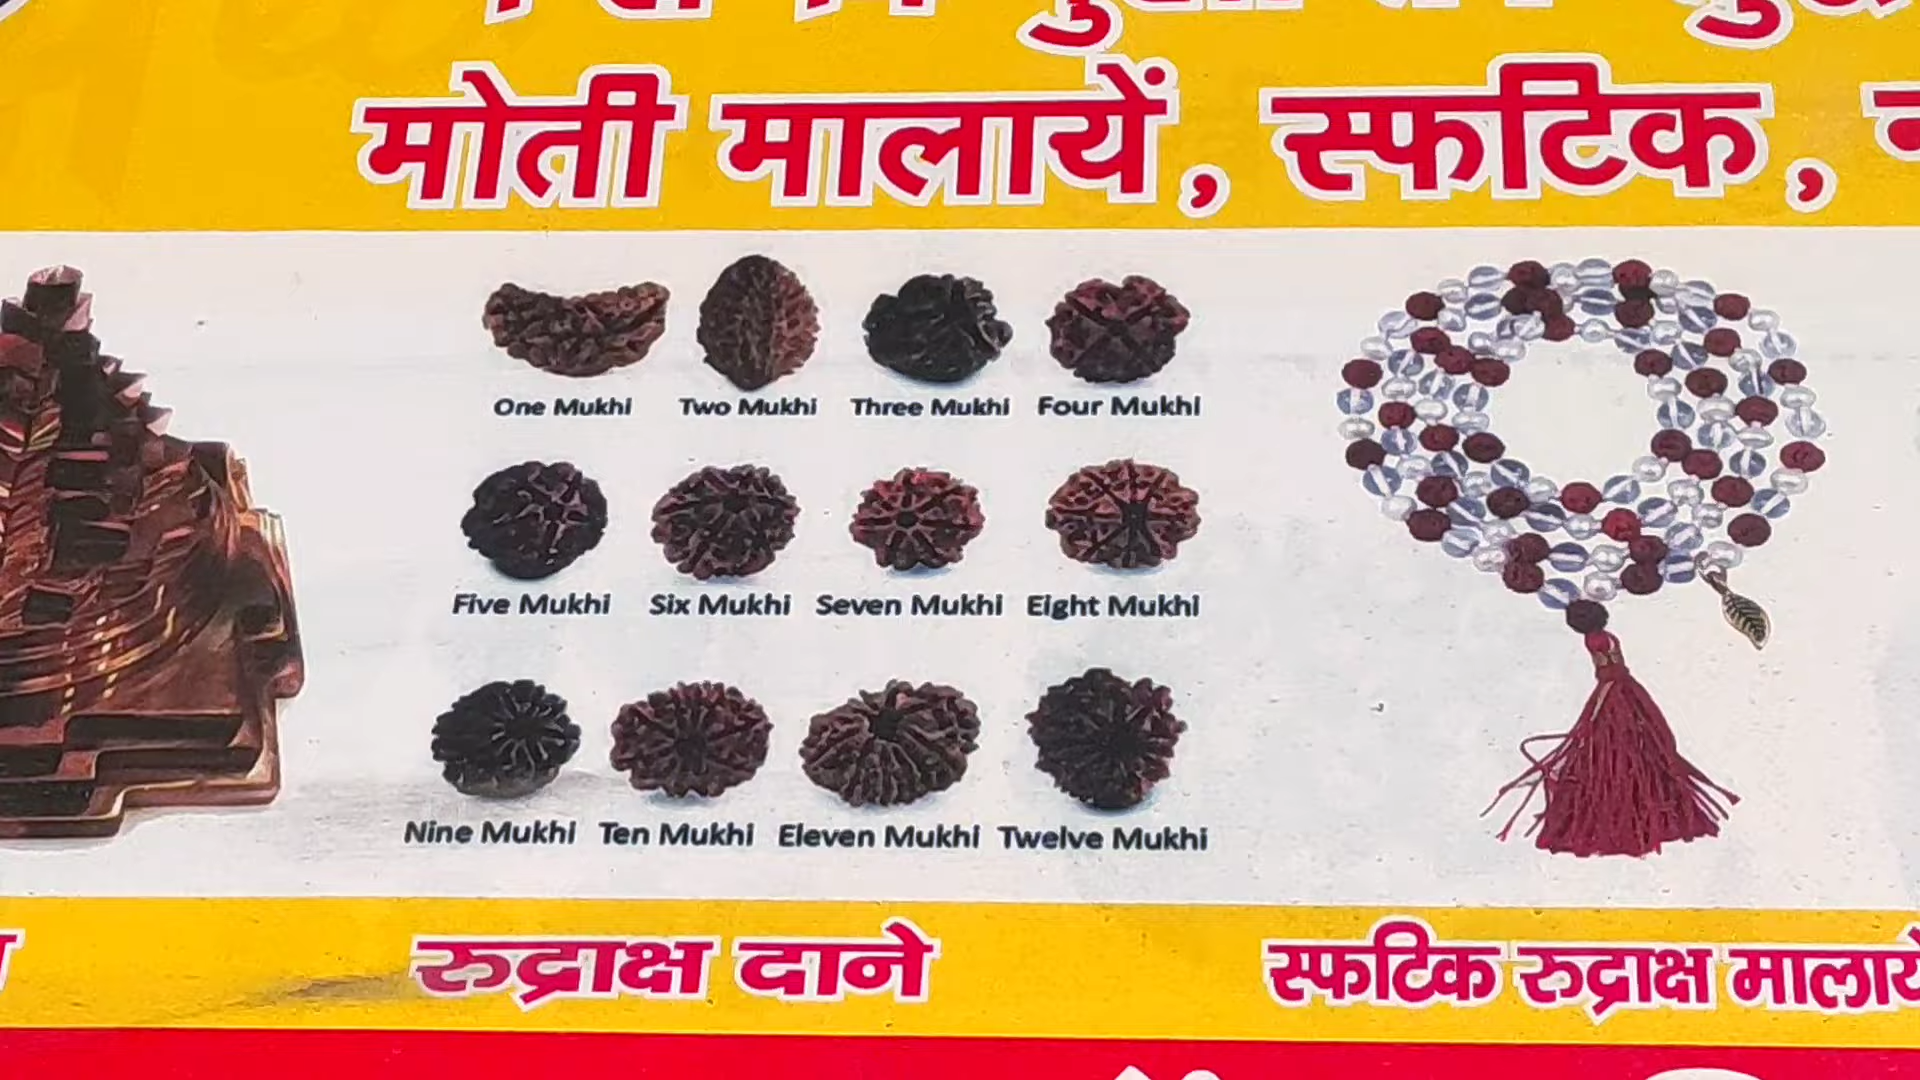 मोती मालायें, स्फटिक,
One Mukhi Two Mukhi Three Mukhi Four Mukhi
Five Mukhi Six Mukhi Seven Mukhi Eight Mukhi
Nine Mukhi Ten Mukhi Eleven Mukhi Twelve Mukhi
रुद्राक्ष दाने
स्फटिक रुद्राक्ष मालायें